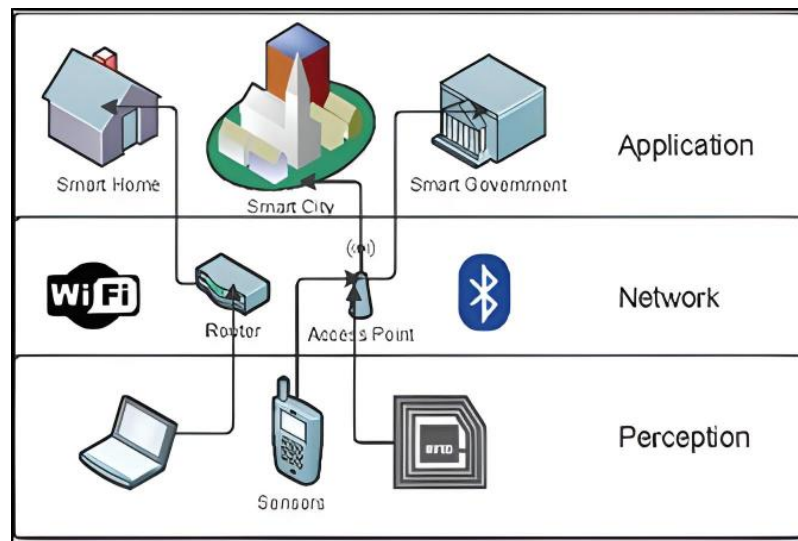 Smart Home
Smart City
Smart Government
Application
WiFi
Router
Access Point
Network
Sensors
Perception